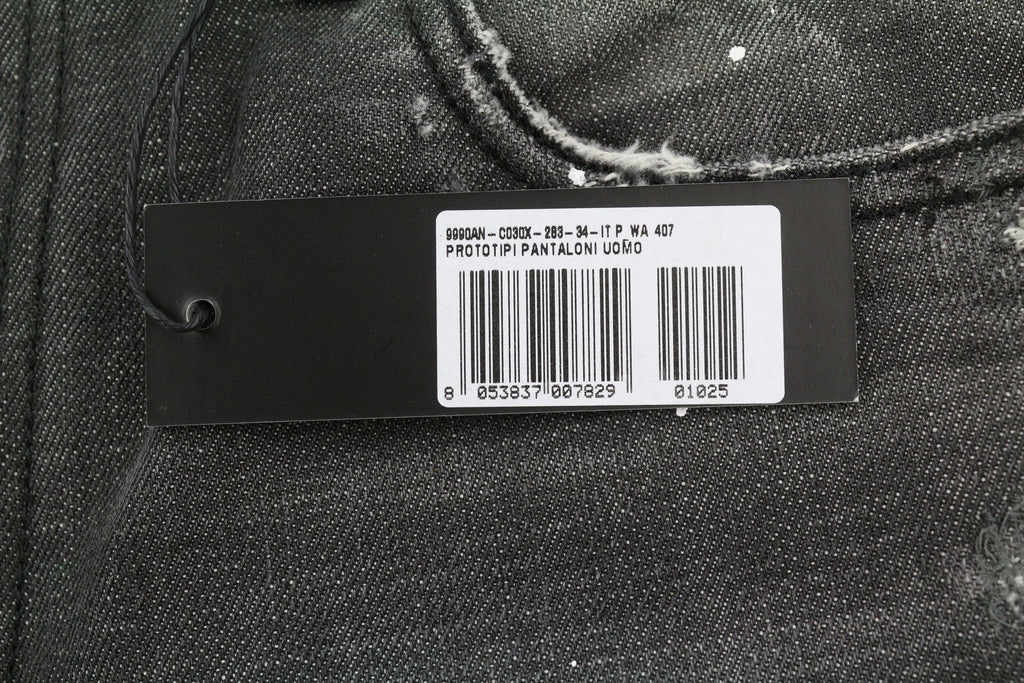 9990AN-C030X-283-34-IT P WA 407
PROTOTIPI PANTALONI UOMO
8 053837 007829 01025